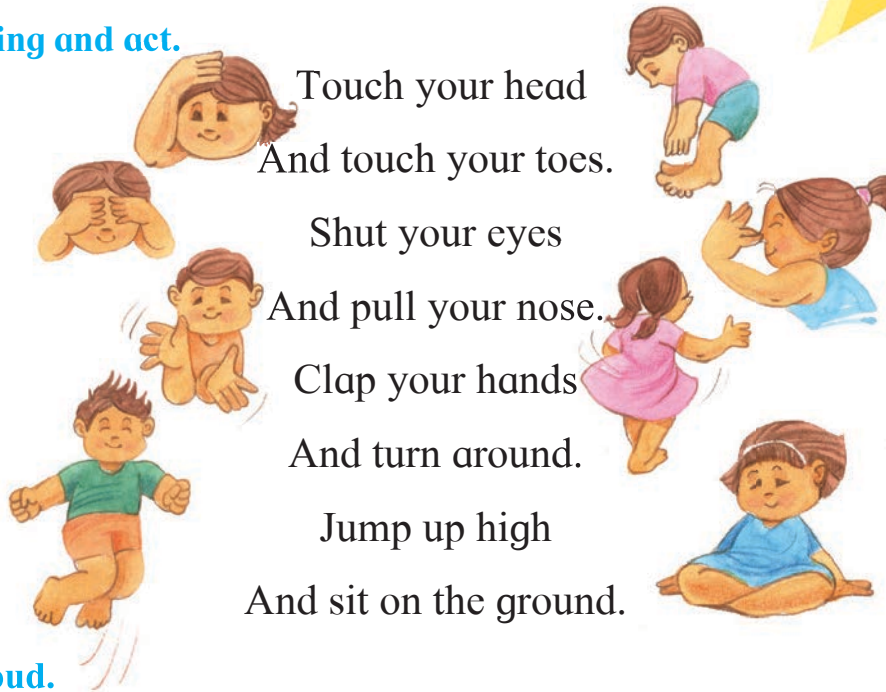 ing and act.
Touch your head
And touch your toes.
Shut your eyes
And pull your nose.
Clap your hands
And turn around.
Jump up high
And sit on the ground.
oud.